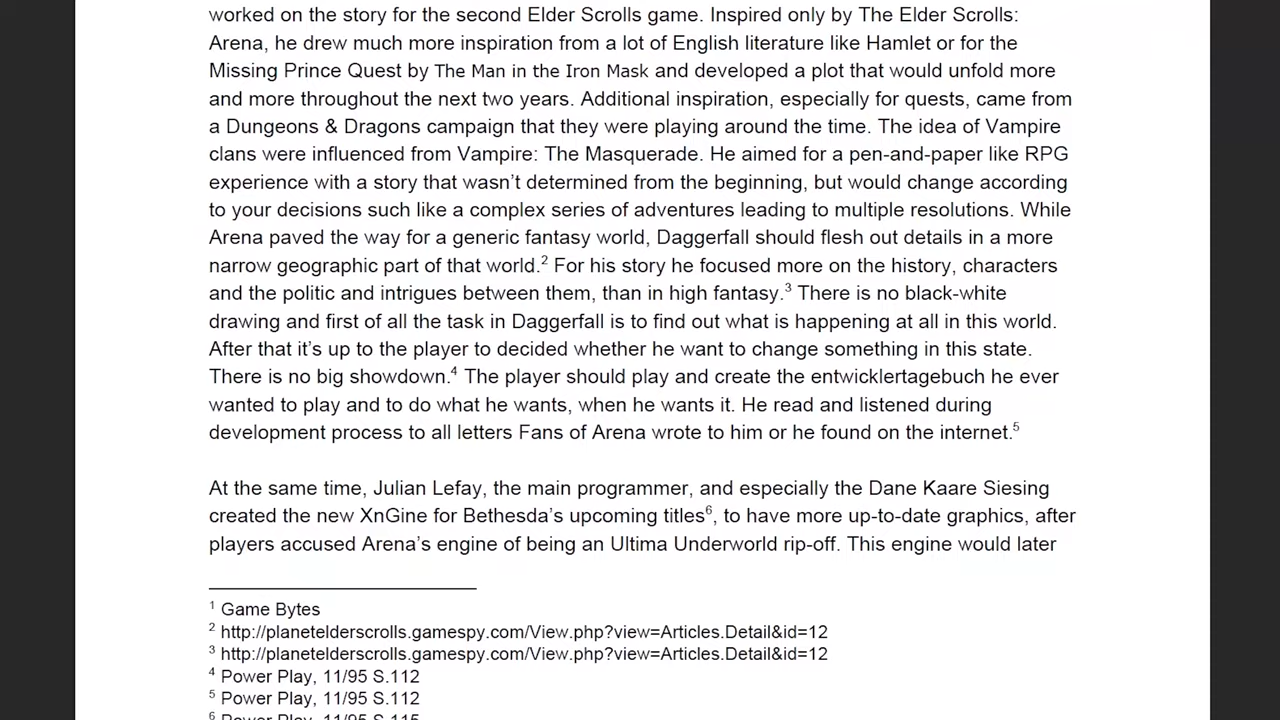 worked on the story for the second Elder Scrolls game. Inspired only by The Elder Scrolls:
Arena, he drew much more inspiration from a lot of English literature like Hamlet or for the
Missing Prince Quest by The Man in the Iron Mask and developed a plot that would unfold more
and more throughout the next two years. Additional inspiration, especially for quests, came from
a Dungeons & Dragons campaign that they were playing around the time. The idea of Vampire
clans were influenced from Vampire: The Masquerade. He aimed for a pen-and-paper like RPG
experience with a story that wasn't determined from the beginning, but would change according
to your decisions such like a complex series of adventures leading to multiple resolutions. While
Arena paved the way for a generic fantasy world, Daggerfall should flesh out details in a more
narrow geographic part of that world.² For his story he focused more on the history, characters
and the politic and intrigues between them, than in high fantasy.³ There is no black-white
drawing and first of all the task in Daggerfall is to find out what is happening at all in this world.
After that it's up to the player to decided whether he want to change something in this state.
There is no big showdown.⁴ The player should play and create the entwicklertagebuch he ever
wanted to play and to do what he wants, when he wants it. He read and listened during
development process to all letters Fans of Arena wrote to him or he found on the internet.⁵
At the same time, Julian Lefay, the main programmer, and especially the Dane Kaare Siesing
created the new XnGine for Bethesda's upcoming titles⁶, to have more up-to-date graphics, after
players accused Arena's engine of being an Ultima Underworld rip-off. This engine would later
¹ Game Bytes
² http://planetelderscrolls.gamespy.com/View.php?view=Articles.Detail&id=12
³ http://planetelderscrolls.gamespy.com/View.php?view=Articles.Detail&id=12
⁴ Power Play, 11/95 S.112
⁵ Power Play, 11/95 S.112
⁶ Power Play, 11/95 S.115